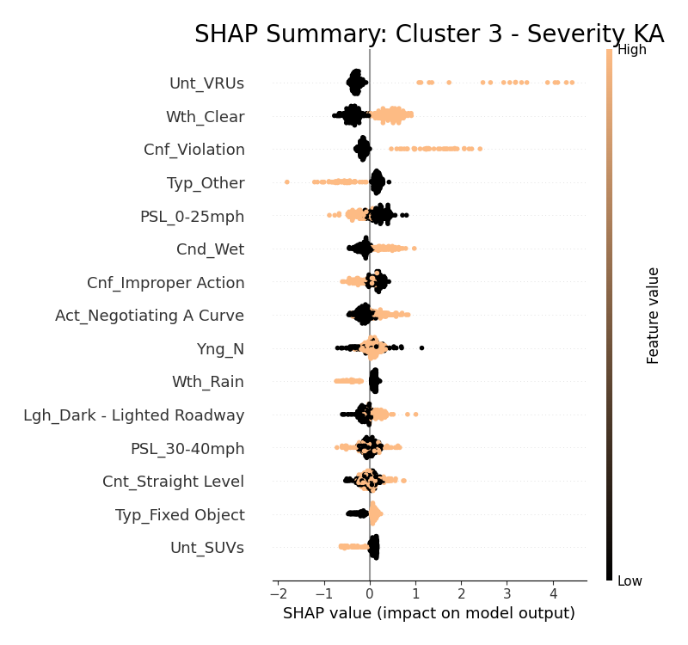 SHAP Summary: Cluster 3 - Severity KA
High
Unt_VRUs
Wth_Clear
Cnf_Violation
Typ_Other
PSL_0-25mph
Cnd_Wet
Cnf_Improper Action
Act_Negotiating A Curve
Yng_N
Wth_Rain
Lgh_Dark - Lighted Roadway
PSL_30-40mph
Cnt_Straight Level
Typ_Fixed Object
Unt_SUVs
Feature value
Low
−2 −1 0 1 2 3 4
SHAP value (impact on model output)